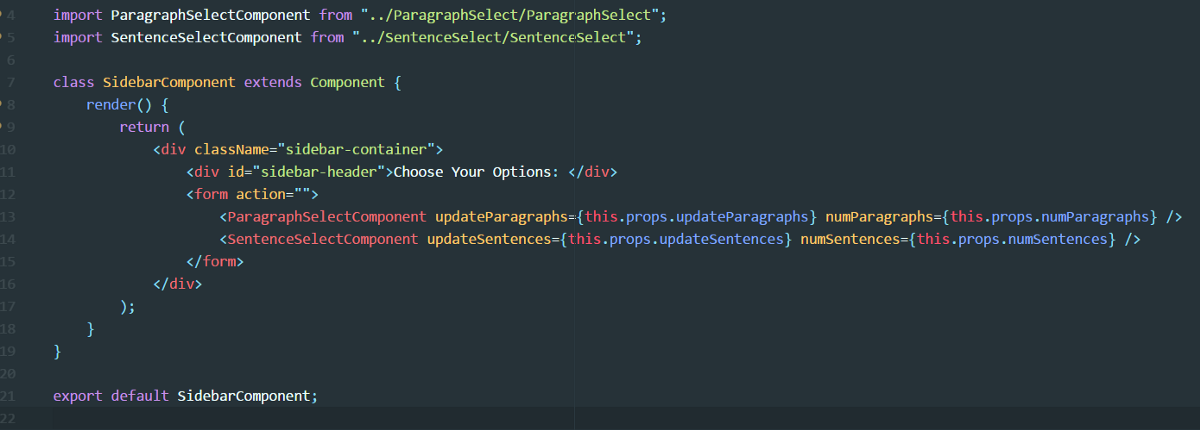 4 import ParagraphSelectComponent from "../ParagraphSelect/ParagraphSelect";
5 import SentenceSelectComponent from "../SentenceSelect/SentenceSelect";
6
7 class SidebarComponent extends Component {
8 render() {
9 return (
10 <div className="sidebar-container">
11 <div id="sidebar-header">Choose Your Options: </div>
12 <form action="">
13 <ParagraphSelectComponent updateParagraphs={this.props.updateParagraphs} numParagraphs={this.props.numParagraphs} />
14 <SentenceSelectComponent updateSentences={this.props.updateSentences} numSentences={this.props.numSentences} />
15 </form>
16 </div>
17 );
18 }
19 }
20
21 export default SidebarComponent;
22